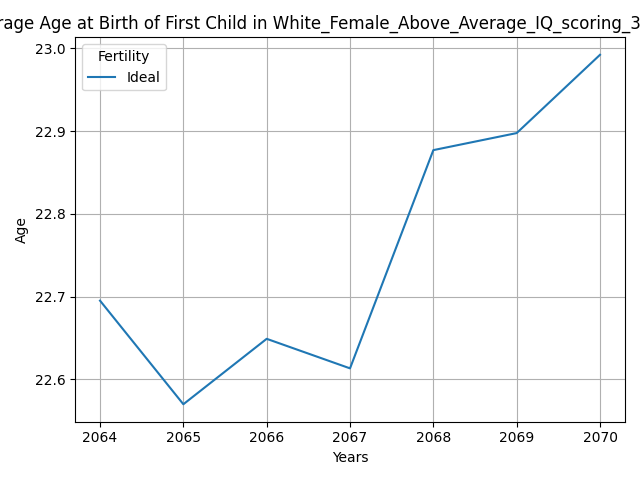 rage Age at Birth of First Child in White_Female_Above_Average_IQ_scoring_3
Fertility
Ideal
23.0
22.9
22.8
22.7
22.6
Age
2064 2065 2066 2067 2068 2069 2070
Years